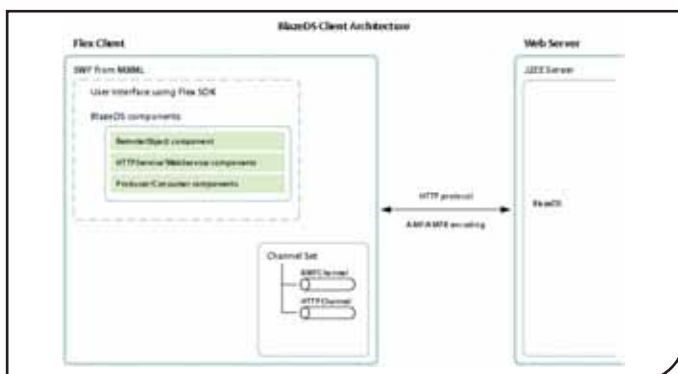 BlazeDS Client Architecture
Flex Client
Web Server
SWF from MXML
J2EE Server
User Interface using Flex SDK
BlazeDS components
RemoteObject component
HTTPService/WebService components
Producer/Consumer components
HTTP protocol
BlazeDS
AMF/AMFX encoding
Channel Set
AMFChannel
HTTPChannel